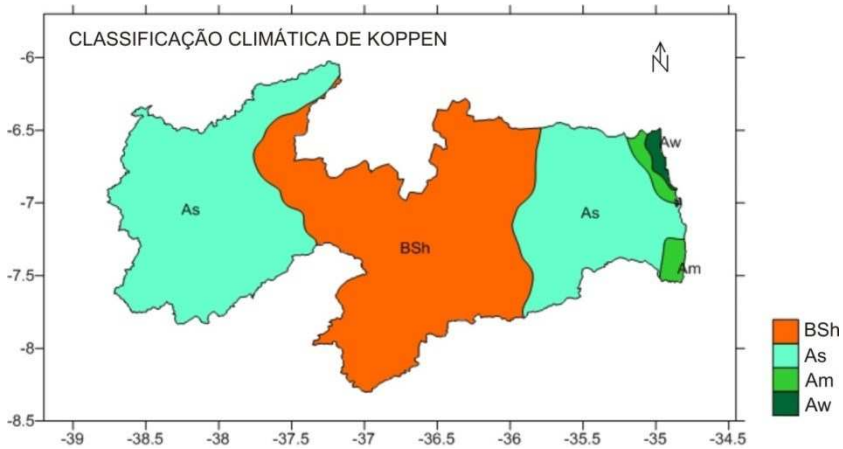 CLASSIFICAÇÃO CLIMÁTICA DE KOPPEN
N
-6
-6.5
-7
-7.5
-8
-8.5
Aw
As
As
BSh
Am
BSh
As
Am
Aw
-39
-38.5
-38
-37.5
-37
-36.5
-36
-35.5
-35
-34.5